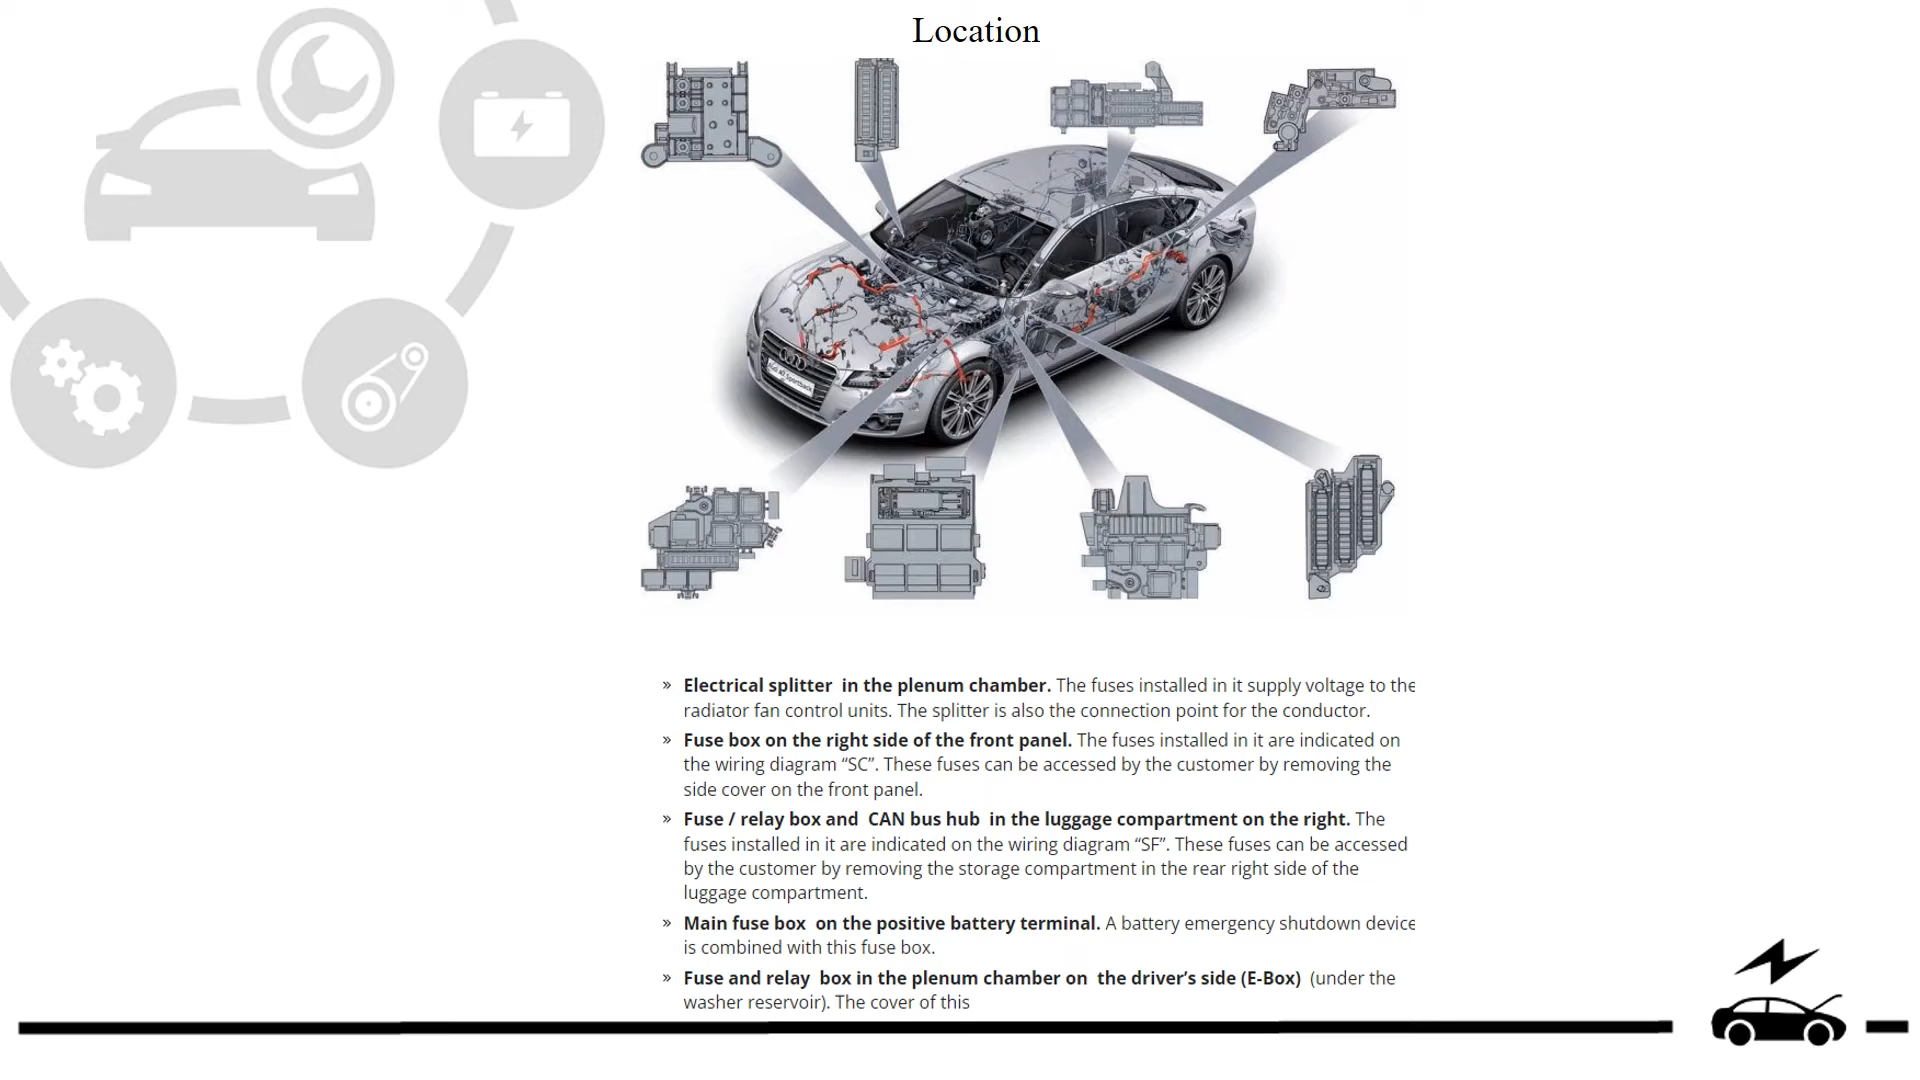 Location
Audi A7 Sportback
» Electrical splitter  in the plenum chamber. The fuses installed in it supply voltage to the
radiator fan control units. The splitter is also the connection point for the conductor.
» Fuse box on the right side of the front panel. The fuses installed in it are indicated on
the wiring diagram “SC”. These fuses can be accessed by the customer by removing the
side cover on the front panel.
» Fuse / relay box and  CAN bus hub  in the luggage compartment on the right. The
fuses installed in it are indicated on the wiring diagram “SF”. These fuses can be accessed
by the customer by removing the storage compartment in the rear right side of the
luggage compartment.
» Main fuse box  on the positive battery terminal. A battery emergency shutdown device
is combined with this fuse box.
» Fuse and relay  box in the plenum chamber on  the driver’s side (E-Box)  (under the
washer reservoir). The cover of this